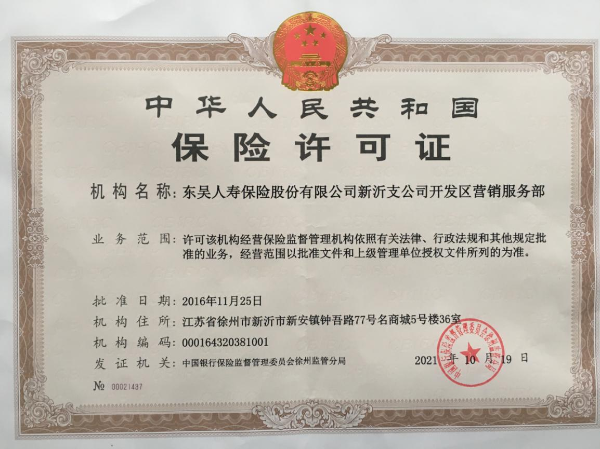 中华人民共和国
保险许可证
机构名称：东吴人寿保险股份有限公司新沂支公司开发区营销服务部
业务范围：许可该机构经营保险监督管理机构依照有关法律、行政法规和其他规定批
准的业务，经营范围以批准文件和上级管理单位授权文件所列的为准。
批准日期：2016年11月25日
机构住所：江苏省徐州市新沂市新安镇钟吾路77号名商城5号楼36室
机构编码：000164320381001
发证机关：中国银行保险监督管理委员会徐州监管分局
2021 年 10 月 19 日
№ 00021487